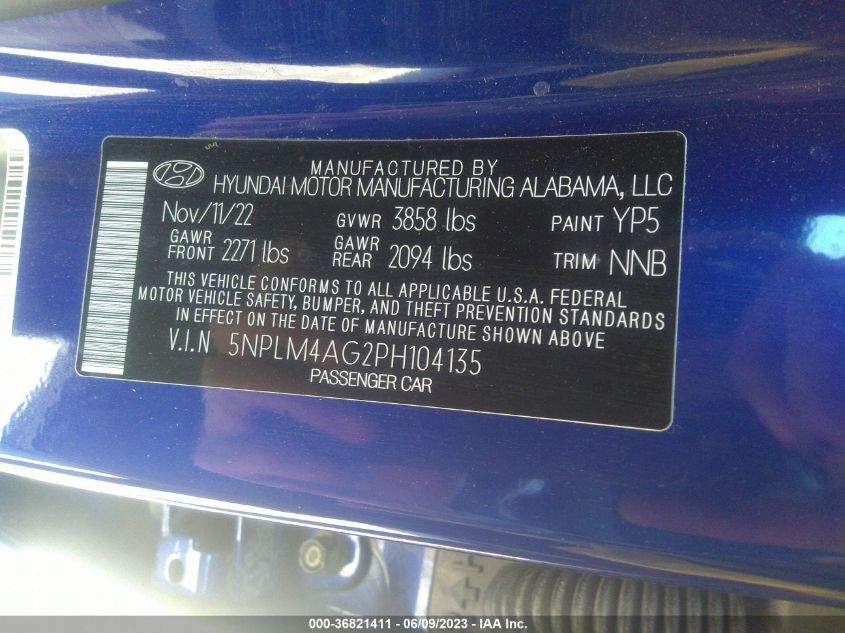 MANUFACTURED BY
HYUNDAI MOTOR MANUFACTURING ALABAMA, LLC
Nov/11/22 GVWR 3858 lbs PAINT YP5
GAWR FRONT 2271 lbs GAWR REAR 2094 lbs TRIM NNB
THIS VEHICLE CONFORMS TO ALL APPLICABLE U.S.A. FEDERAL
MOTOR VEHICLE SAFETY, BUMPER, AND THEFT PREVENTION STANDARDS
IN EFFECT ON THE DATE OF MANUFACTURE SHOWN ABOVE
V.I.N 5NPLM4AG2PH104135
PASSENGER CAR
000-36821411 - 06/09/2023 - IAA Inc.